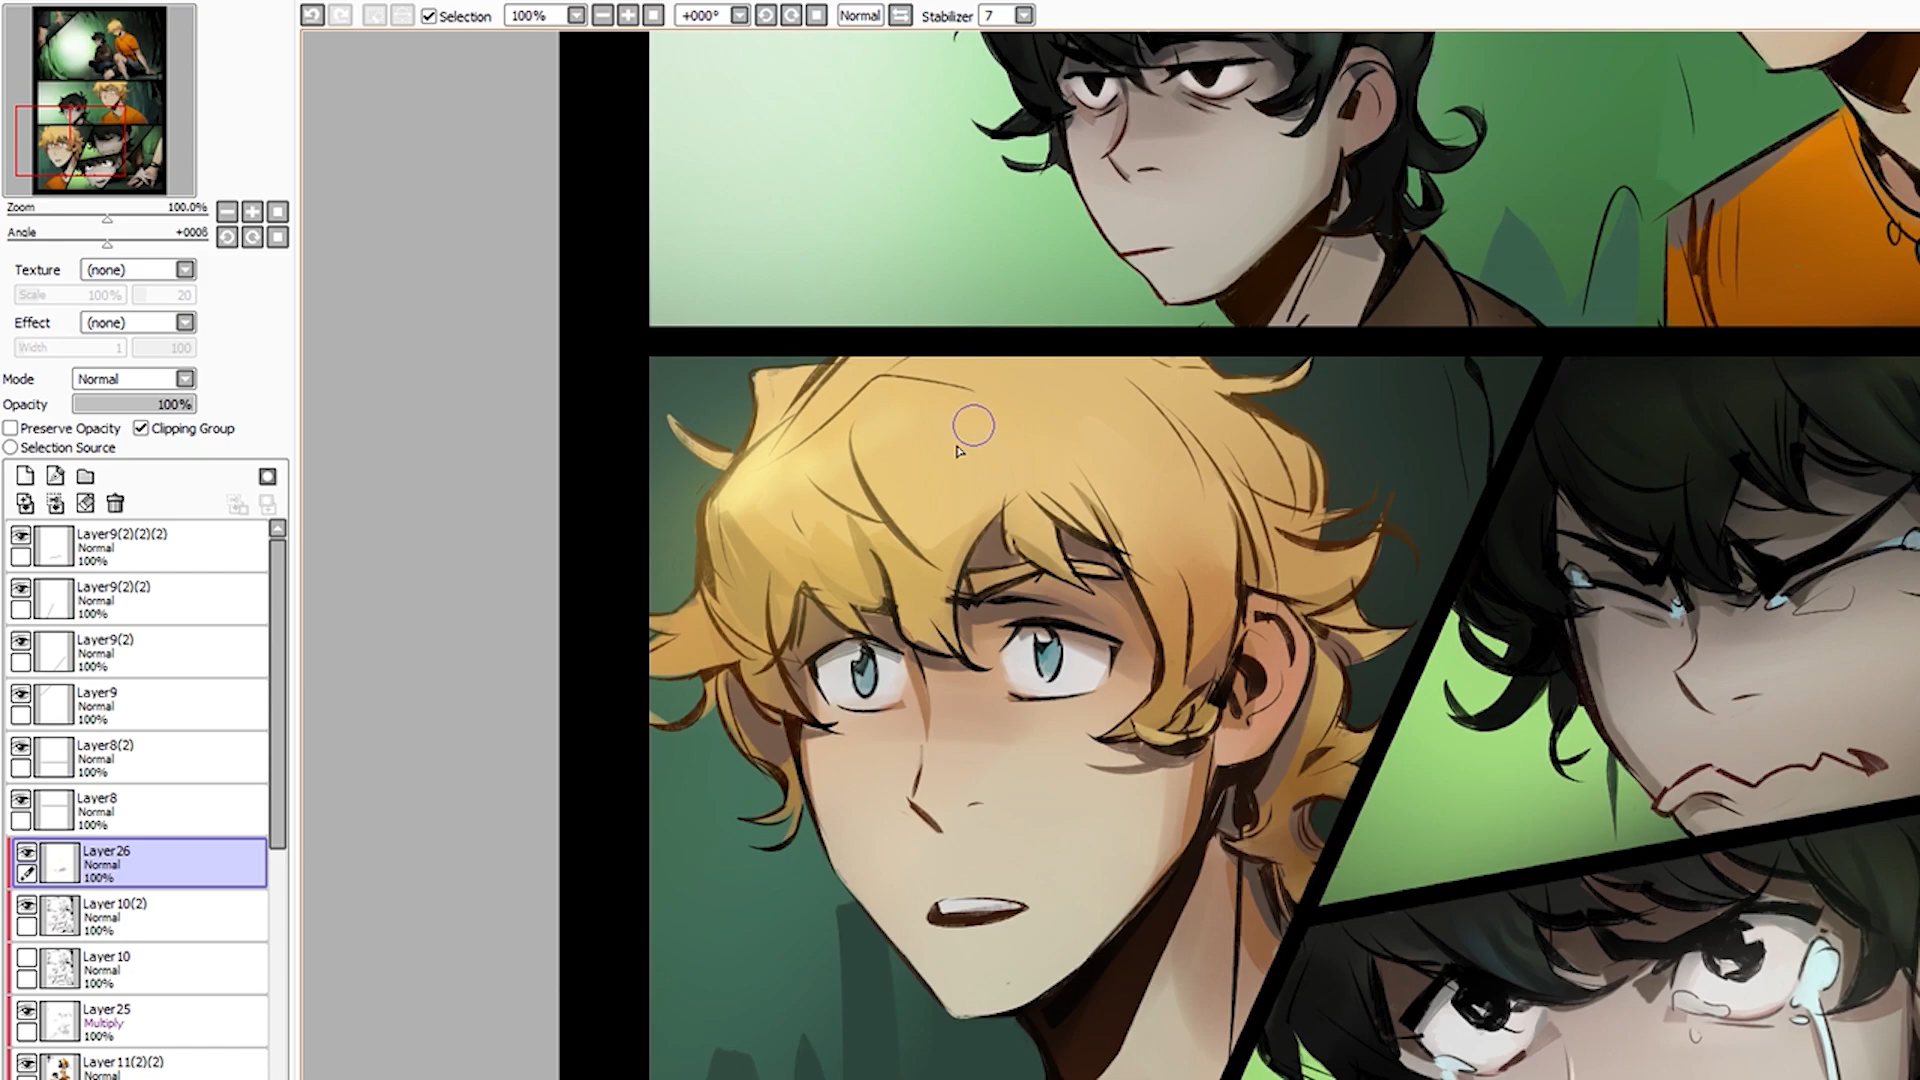 Selection 100% +000° Normal Stabilizer 7
Zoom 100.0%
Angle +000ß
Texture (none)
Scale 100% 20
Effect (none)
Width 1 100
Mode Normal
Opacity 100%
Preserve Opacity Clipping Group
Selection Source
Layer9(2)(2)(2)
Normal
100%
Layer9(2)(2)
Normal
100%
Layer9(2)
Normal
100%
Layer9
Normal
100%
Layer8(2)
Normal
100%
Layer8
Normal
100%
Layer26
Normal
100%
Layer10(2)
Normal
100%
Layer10
Normal
100%
Layer25
Multiply
100%
Layer11(2)(2)
Normal